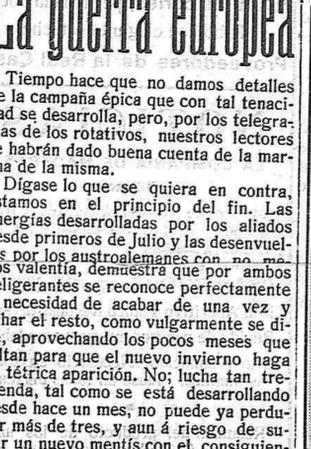 La guerra europea
Tiempo hace que no damos detalles
e la campaña épica que con tal tenaci-
ad se desarrolla, pero, por los telegra-
as de los rotativos, nuestros lectores
e habrán dado buena cuenta de la mar-
ha de la misma.
Dígase lo que se quiera en contra,
stamos en el principio del fin. Las
nergías desarrolladas por los aliados
esde primeros de Julio y las desenvuel-
s por los austroalemanes con no me-
os valentía, demuestra que por ambos
eligerantes se reconoce perfectamente
necesidad de acabar de una vez y
char el resto, como vulgarmente se di-
e, aprovechando los pocos meses que
ltan para que el nuevo invierno haga
tétrica aparición. No; lucha tan tre-
enda, tal como se está desarrollando
esde hace un mes, no puede ya perdu-
r más de tres, y aun á riesgo de su-
ir un nuevo mentís con el consiguien-